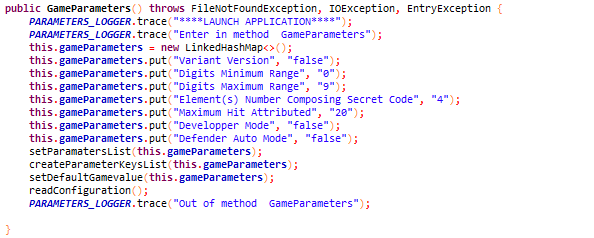 public GameParameters() throws FileNotFoundException, IOException, EntryException {
PARAMETERS_LOGGER.trace("****LAUNCH APPLICATION****");
PARAMETERS_LOGGER.trace("Enter in method  GameParameters");
this.gameParameters = new LinkedHashMap<>();
this.gameParameters.put("Variant Version", "false");
this.gameParameters.put("Digits Minimum Range", "0");
this.gameParameters.put("Digits Maximum Range", "9");
this.gameParameters.put("Element(s) Number Composing Secret Code", "4");
this.gameParameters.put("Maximum Hit Attributed", "20");
this.gameParameters.put("Developper Mode", "false");
this.gameParameters.put("Defender Auto Mode", "false");
setParamatersList(this.gameParameters);
createParameterKeysList(this.gameParameters);
setDefaultGamevalue(this.gameParameters);
readConfiguration();
PARAMETERS_LOGGER.trace("Out of method  GameParameters");
}